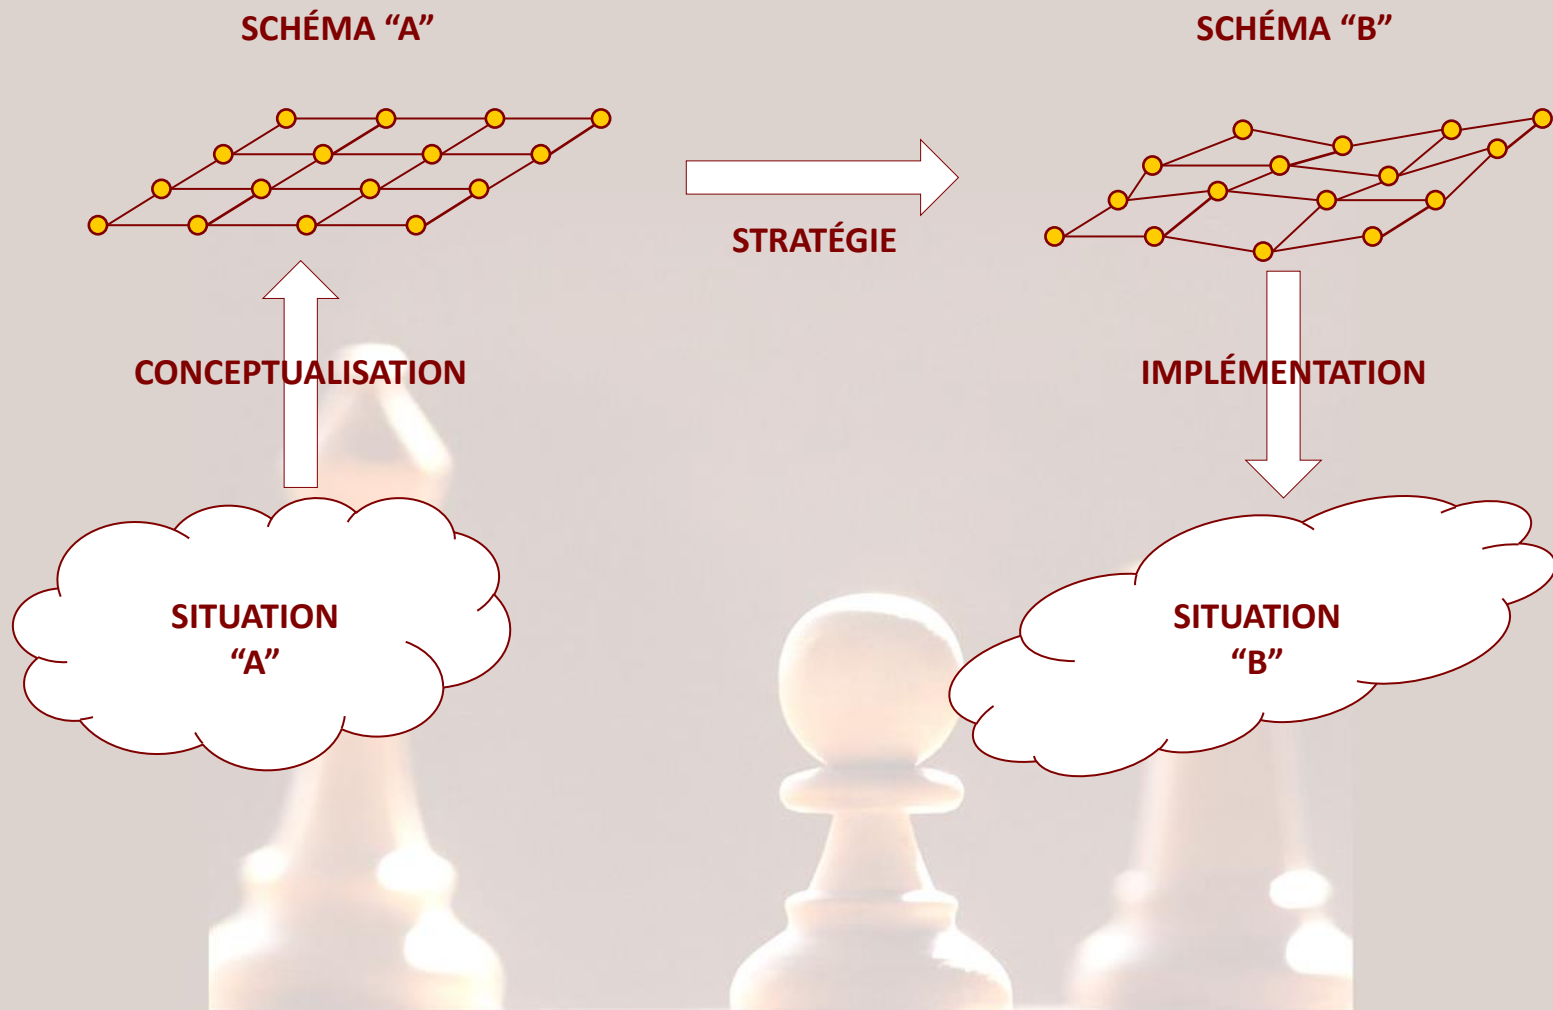 SCHÉMA “A”
SCHÉMA “B”
STRATÉGIE
CONCEPTUALISATION
IMPLÉMENTATION
SITUATION
“A”
SITUATION
“B”